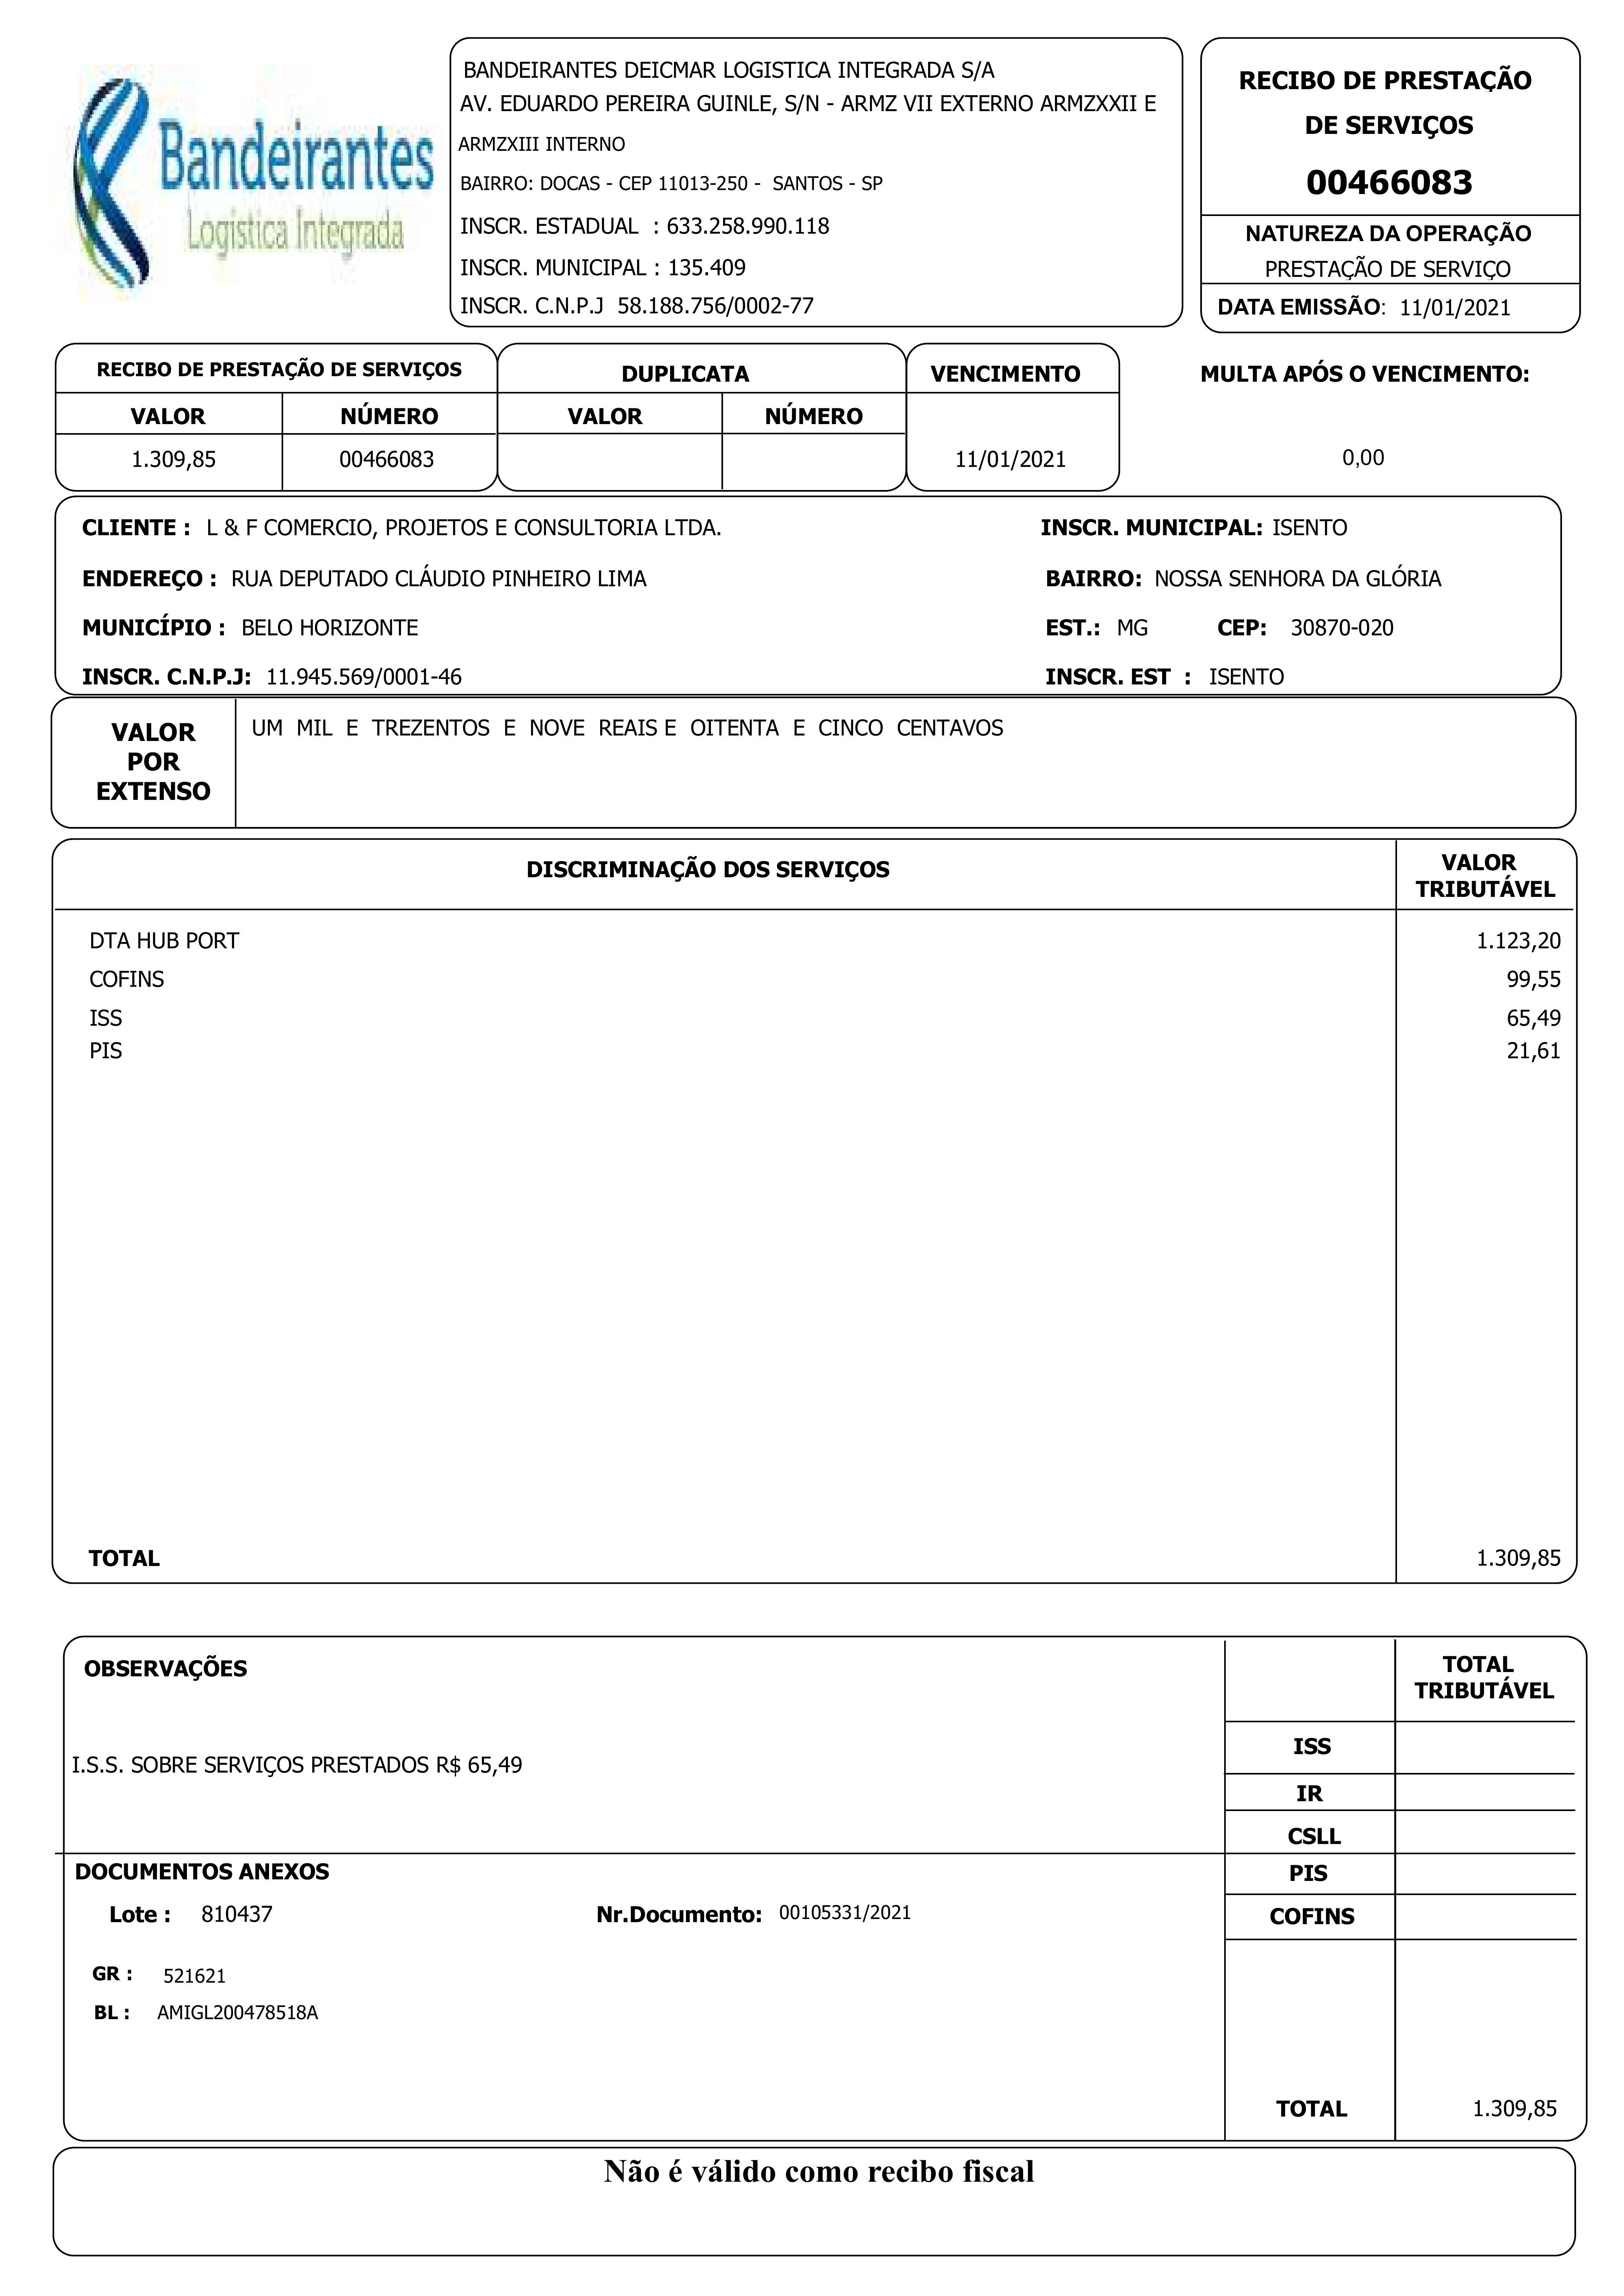 Bandeirantes
Logística Integrada
BANDEIRANTES DEICMAR LOGISTICA INTEGRADA S/A
AV. EDUARDO PEREIRA GUINLE, S/N - ARMZ VII EXTERNO ARMZXXII E
ARMZXIII INTERNO
BAIRRO: DOCAS - CEP 11013-250 - SANTOS - SP
INSCR. ESTADUAL : 633.258.990.118
INSCR. MUNICIPAL : 135.409
INSCR. C.N.P.J 58.188.756/0002-77
RECIBO DE PRESTAÇÃO
DE SERVIÇOS
00466083
NATUREZA DA OPERAÇÃO
PRESTAÇÃO DE SERVIÇO
DATA EMISSÃO: 11/01/2021
RECIBO DE PRESTAÇÃO DE SERVIÇOS DUPLICATA VENCIMENTO MULTA APÓS O VENCIMENTO:
VALOR NÚMERO VALOR NÚMERO
1.309,85 00466083 11/01/2021 0,00
CLIENTE : L & F COMERCIO, PROJETOS E CONSULTORIA LTDA. INSCR. MUNICIPAL: ISENTO
ENDEREÇO : RUA DEPUTADO CLÁUDIO PINHEIRO LIMA BAIRRO: NOSSA SENHORA DA GLÓRIA
MUNICÍPIO : BELO HORIZONTE EST.: MG CEP: 30870-020
INSCR. C.N.P.J: 11.945.569/0001-46 INSCR. EST : ISENTO
VALOR
POR
EXTENSO
UM MIL E TREZENTOS E NOVE REAIS E OITENTA E CINCO CENTAVOS
DISCRIMINAÇÃO DOS SERVIÇOS
VALOR
TRIBUTÁVEL
DTA HUB PORT 1.123,20
COFINS 99,55
ISS 65,49
PIS 21,61
TOTAL 1.309,85
OBSERVAÇÕES
TOTAL
TRIBUTÁVEL
I.S.S. SOBRE SERVIÇOS PRESTADOS R$ 65,49
ISS
IR
CSLL
PIS
COFINS
DOCUMENTOS ANEXOS
Lote : 810437 Nr.Documento: 00105331/2021
GR : 521621
BL : AMIGL200478518A
TOTAL 1.309,85
Não é válido como recibo fiscal